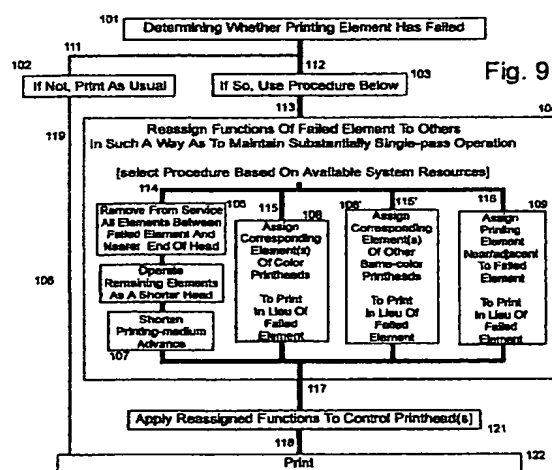 101
Determining Whether Printing Element Has Failed
111
112
102
103
Fig. 9
If Not, Print As Usual
If So, Use Procedure Below
113
119
Reassign Functions Of Failed Element To Others
In Such A Way As To Maintain Substantially Single-pass Operation
[select Procedure Based On Available System Resources]
114
115
115'
116
109
Remove From Service
All Elements Between
Failed Element And
Nearer End Of Head
Operate
Remaining Elements
As A Shorter Head
Shorten
Printing-medium
Advance
107
106
Assign
Corresponding
Element(s)
Of Color
Printheads
To Print
In Lieu Of
Failed
Element
108
Assign
Corresponding
Element(s)
Of Other
Same-color
Printheads
To Print
In Lieu Of
Failed
Element
108'
Assign
Printing
Element
Near/adjacent
To Failed
Element
To Print
In Lieu Of
Failed
Element
117
Apply Reassigned Functions To Control Printhead[s]
121
118
Print
122